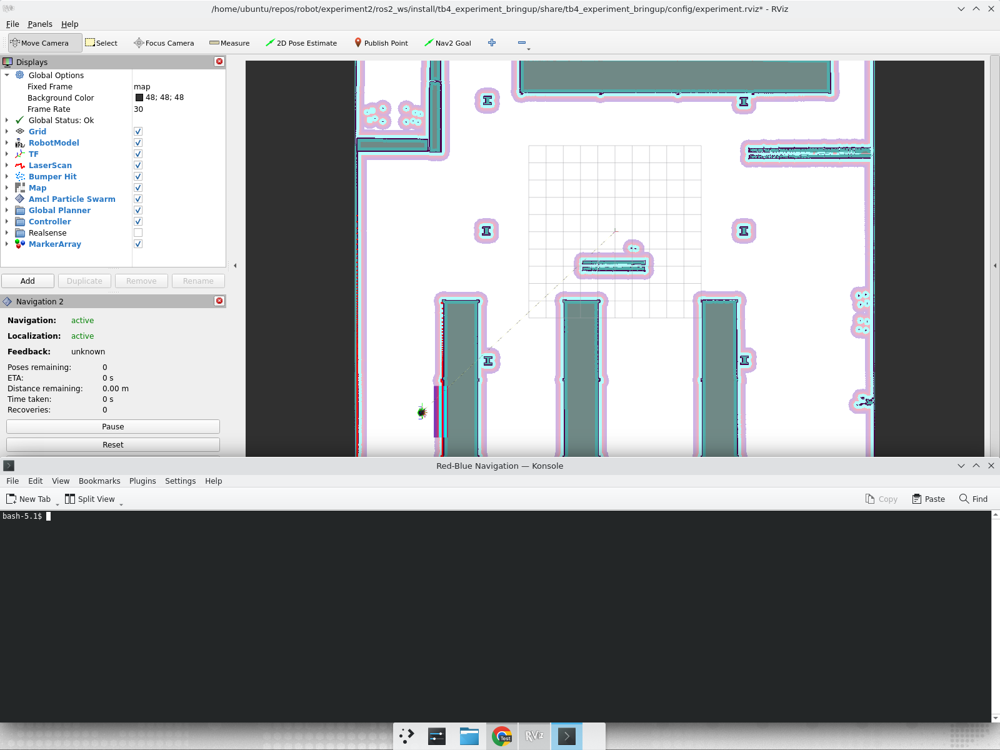 /home/ubuntu/repos/robot/experiment2/ros2_ws/install/tb4_experiment_bringup/share/tb4_experiment_bringup/config/experiment.rviz* - RViz
File Panels Help
Move Camera Select Focus Camera Measure 2D Pose Estimate Publish Point Nav2 Goal
Displays
Global Options
Fixed Frame map
Background Color 48; 48; 48
Frame Rate 30
Global Status: Ok
Grid
RobotModel
TF
LaserScan
Bumper Hit
Map
Amcl Particle Swarm
Global Planner
Controller
Realsense
MarkerArray
Add Duplicate Remove Rename
Navigation 2
Navigation: active
Localization: active
Feedback: unknown
Poses remaining: 0
ETA: 0 s
Distance remaining: 0.00 m
Time taken: 0 s
Recoveries: 0
Pause
Reset
Red-Blue Navigation — Konsole
File Edit View Bookmarks Plugins Settings Help
New Tab Split View Copy Paste Find
bash-5.1$
Test
RViz